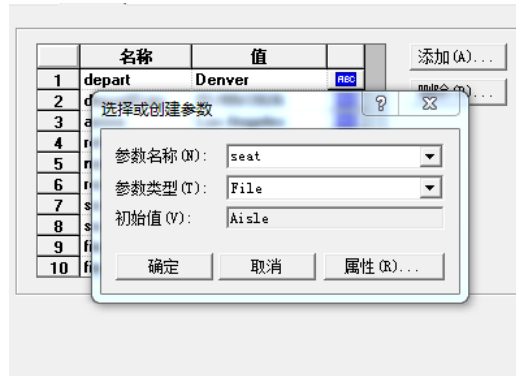 名称 值
添加(A)...
1 depart Denver ABC
2 d
选择或创建参数
3 a
4 r
参数名称(N): seat
5 n
6 r
参数类型(T): File
7 s
初始值(V): Aisle
8 s
9 fi
10 fi
确定 取消 属性(R)...